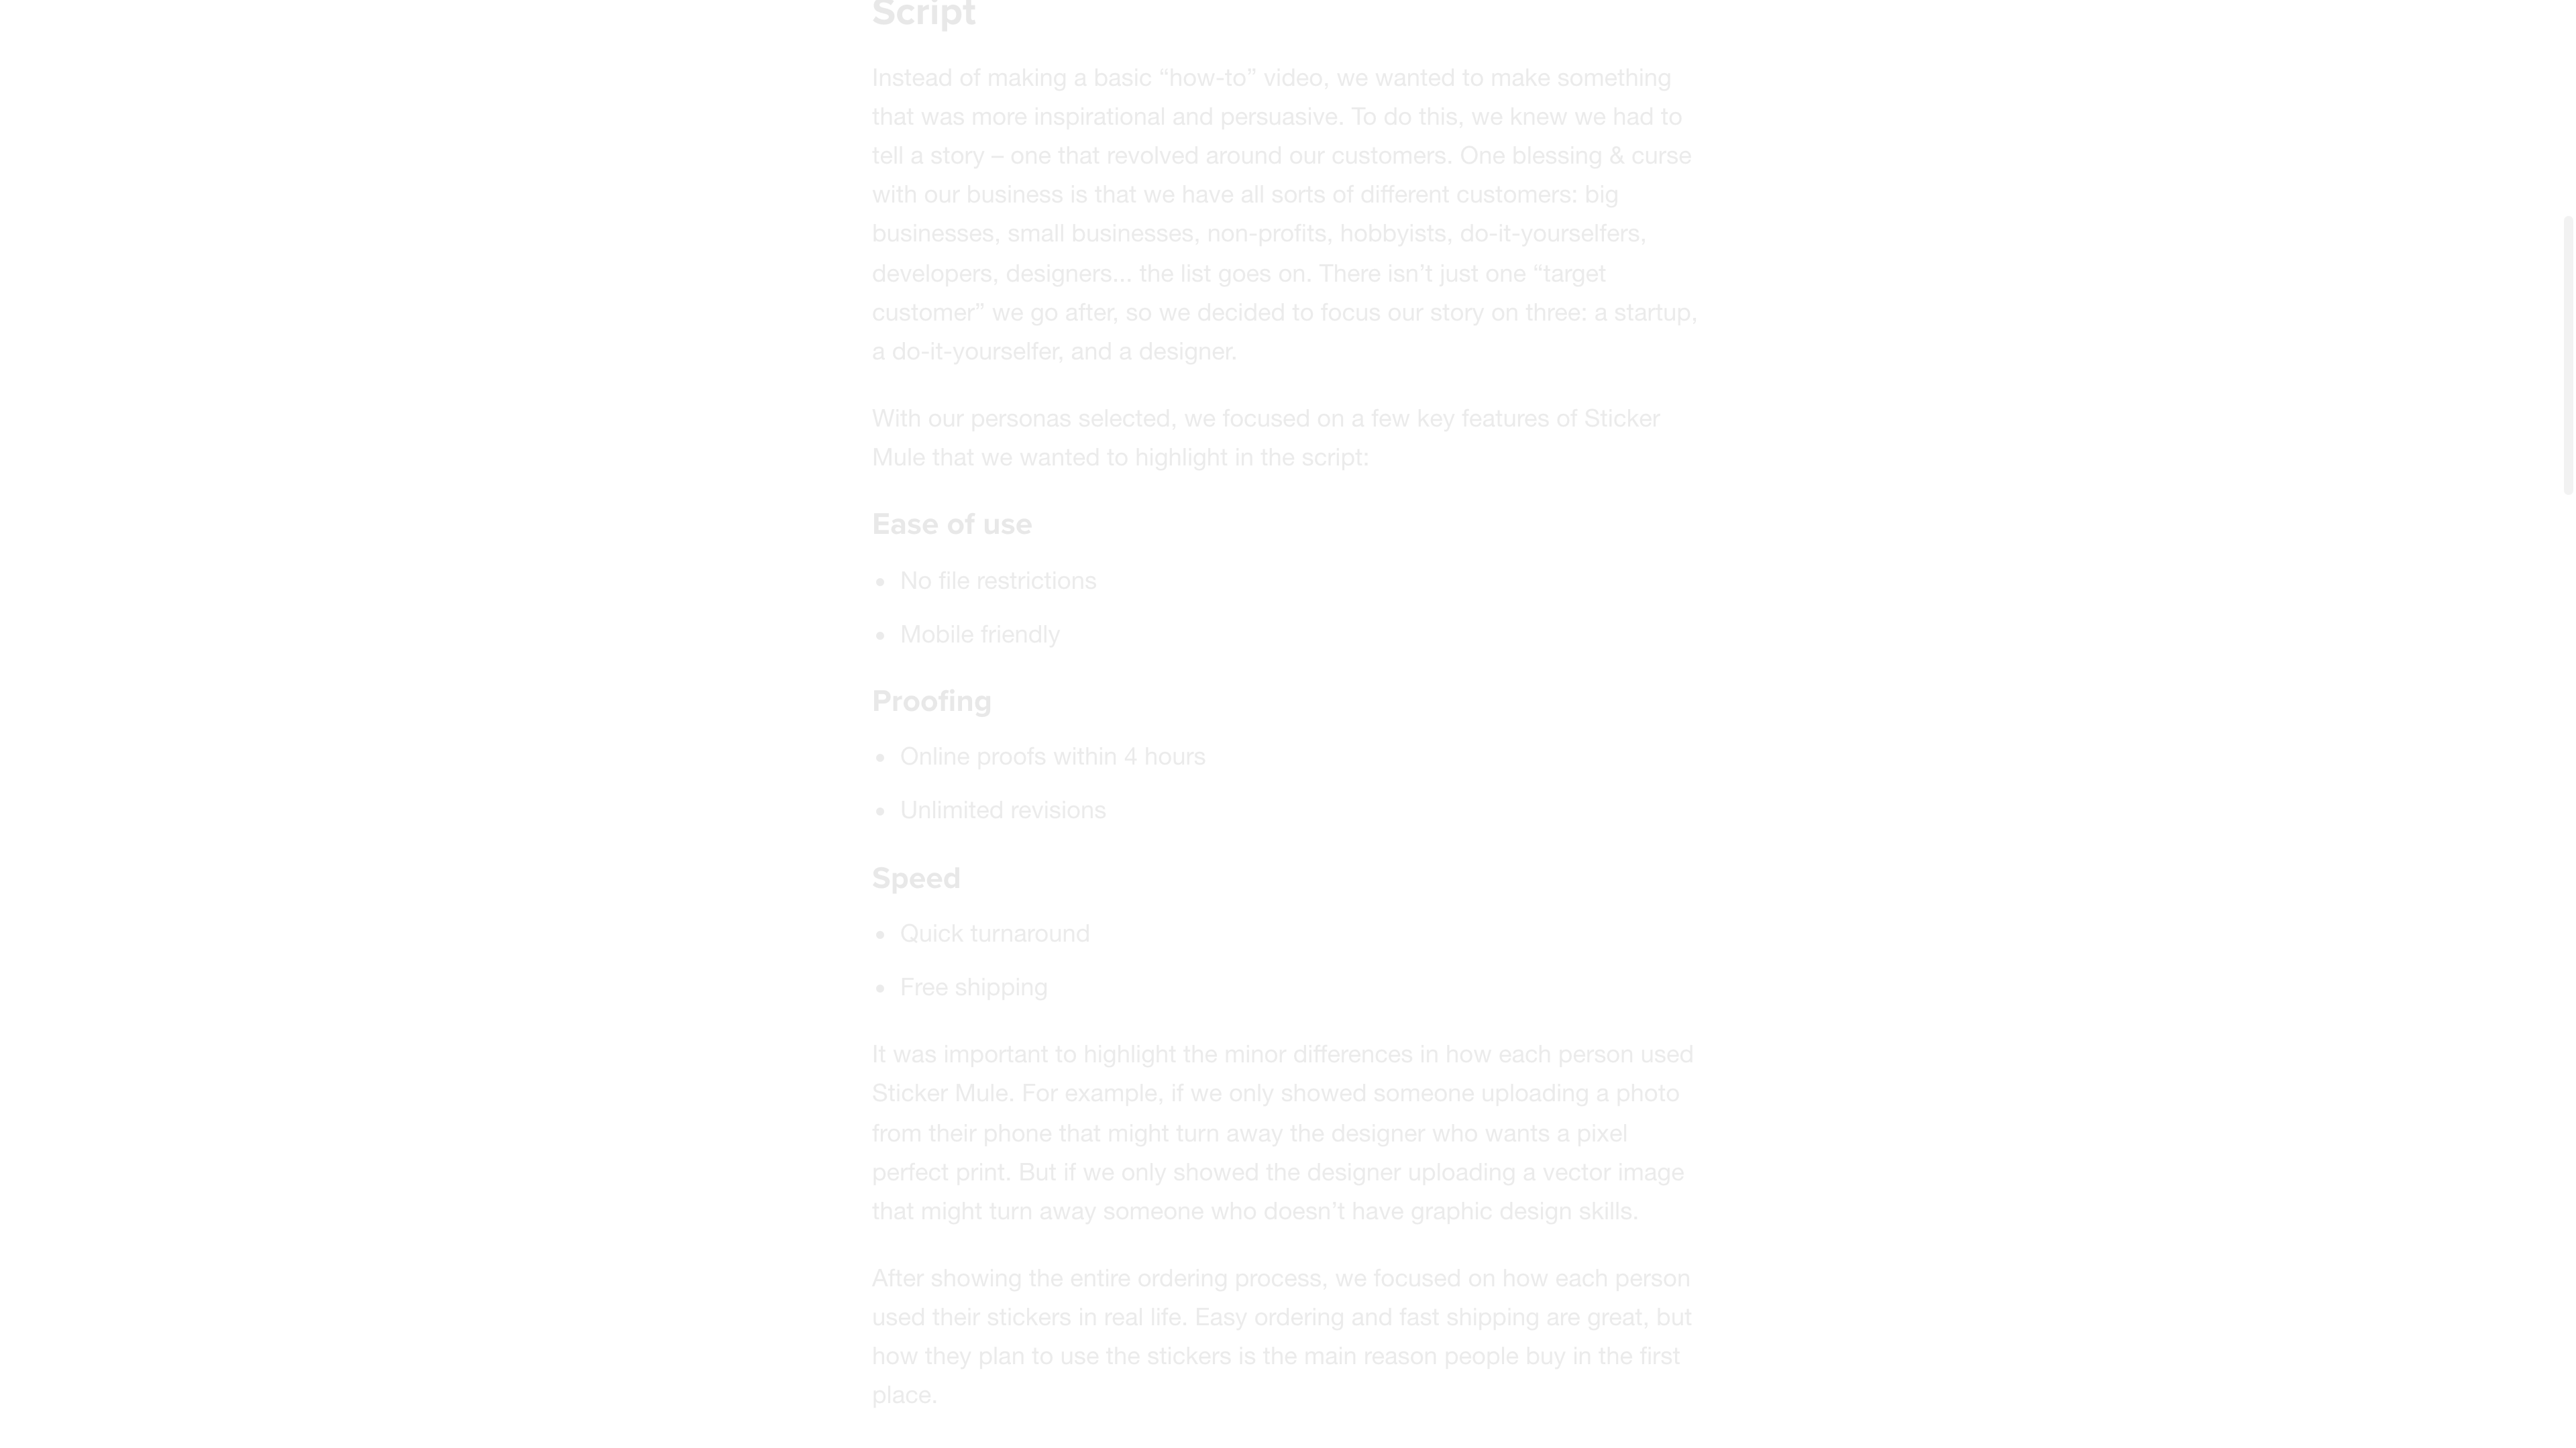 Script
Instead of making a basic “how-to” video, we wanted to make something
that was more inspirational and persuasive. To do this, we knew we had to
tell a story – one that revolved around our customers. One blessing & curse
with our business is that we have all sorts of different customers: big
businesses, small businesses, non-profits, hobbyists, do-it-yourselfers,
developers, designers... the list goes on. There isn’t just one “target
customer” we go after, so we decided to focus our story on three: a startup,
a do-it-yourselfer, and a designer.
With our personas selected, we focused on a few key features of Sticker
Mule that we wanted to highlight in the script:
Ease of use
• No file restrictions
• Mobile friendly
Proofing
• Online proofs within 4 hours
• Unlimited revisions
Speed
• Quick turnaround
• Free shipping
It was important to highlight the minor differences in how each person used
Sticker Mule. For example, if we only showed someone uploading a photo
from their phone that might turn away the designer who wants a pixel
perfect print. But if we only showed the designer uploading a vector image
that might turn away someone who doesn’t have graphic design skills.
After showing the entire ordering process, we focused on how each person
used their stickers in real life. Easy ordering and fast shipping are great, but
how they plan to use the stickers is the main reason people buy in the first
place.